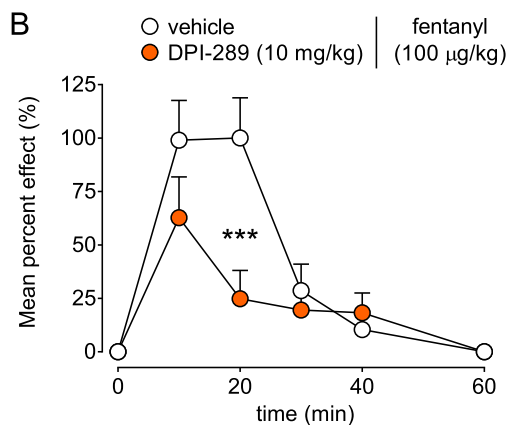 B
vehicle
DPI-289 (10 mg/kg)
fentanyl
(100 μg/kg)
Mean percent effect (%)
125
100
75
50
25
0
***
0
20
40
60
time (min)